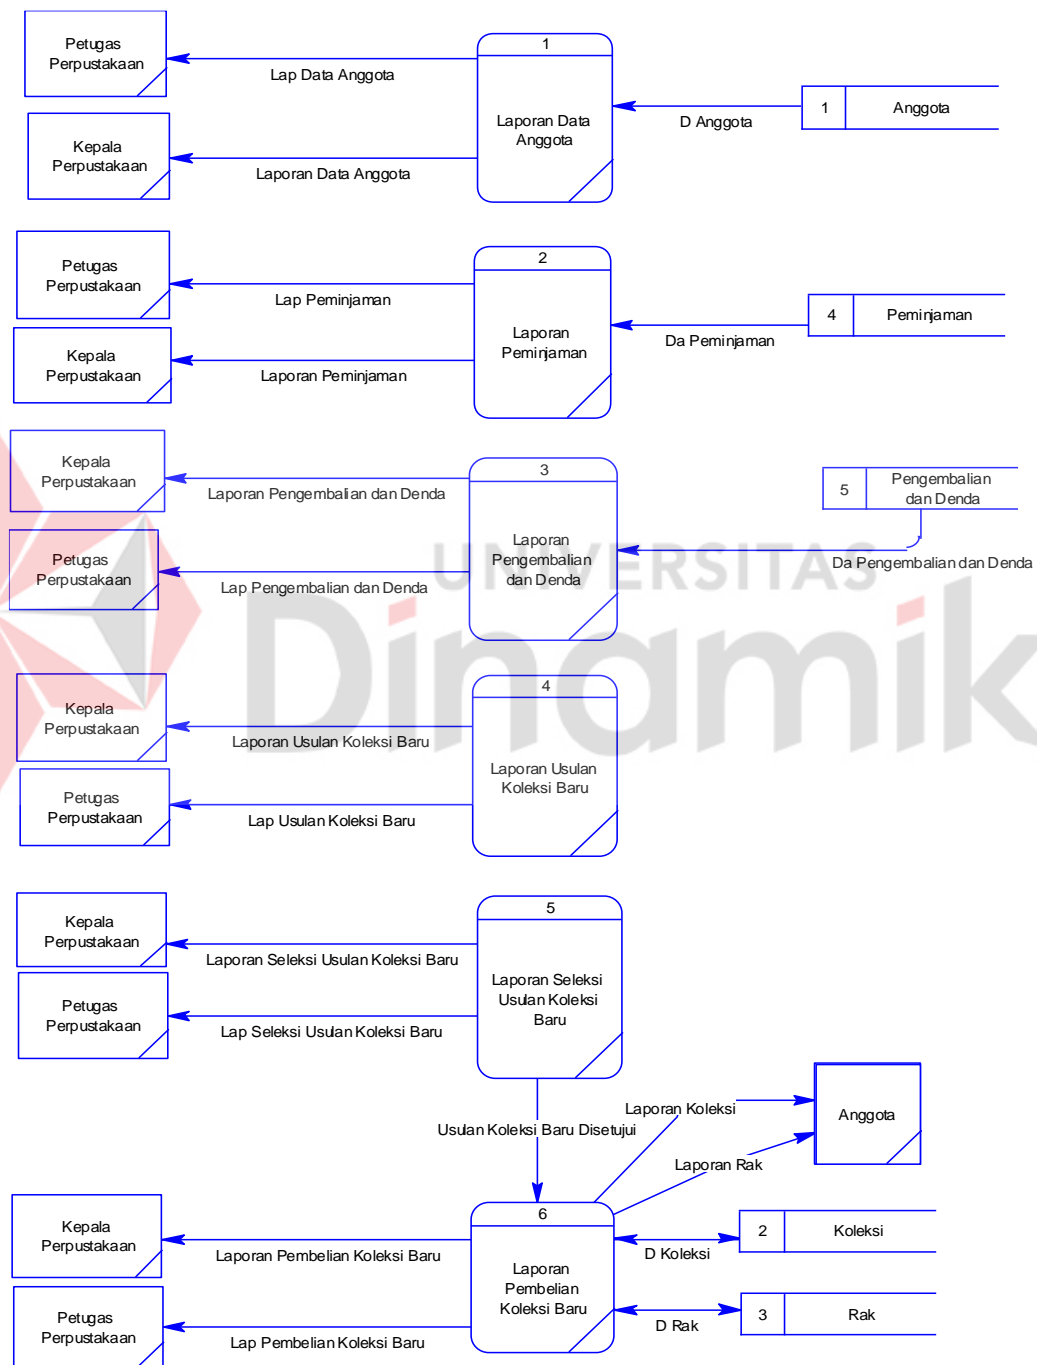 Petugas
Perpustakaan
Lap Data Anggota
Kepala
Perpustakaan
Laporan Data Anggota
1
Laporan Data
Anggota
D Anggota
1
Anggota
Petugas
Perpustakaan
Lap Peminjaman
Kepala
Perpustakaan
Laporan Peminjaman
2
Laporan
Peminjaman
Da Peminjaman
4
Peminjaman
Kepala
Perpustakaan
Laporan Pengembalian dan Denda
Petugas
Perpustakaan
Lap Pengembalian dan Denda
3
Laporan
Pengembalian
dan Denda
5
Pengembalian
dan Denda
Da Pengembalian dan Denda
UNIVERSITAS
Dinamik
Kepala
Perpustakaan
Laporan Usulan Koleksi Baru
Petugas
Perpustakaan
Lap Usulan Koleksi Baru
4
Laporan Usulan
Koleksi Baru
Kepala
Perpustakaan
Laporan Seleksi Usulan Koleksi Baru
Petugas
Perpustakaan
Lap Seleksi Usulan Koleksi Baru
5
Laporan Seleksi
Usulan Koleksi
Baru
Usulan Koleksi Baru Disetujui
Laporan Koleksi
Laporan Rak
Anggota
Kepala
Perpustakaan
Laporan Pembelian Koleksi Baru
Petugas
Perpustakaan
Lap Pembelian Koleksi Baru
6
Laporan
Pembelian
Koleksi Baru
D Koleksi
2
Koleksi
D Rak
3
Rak